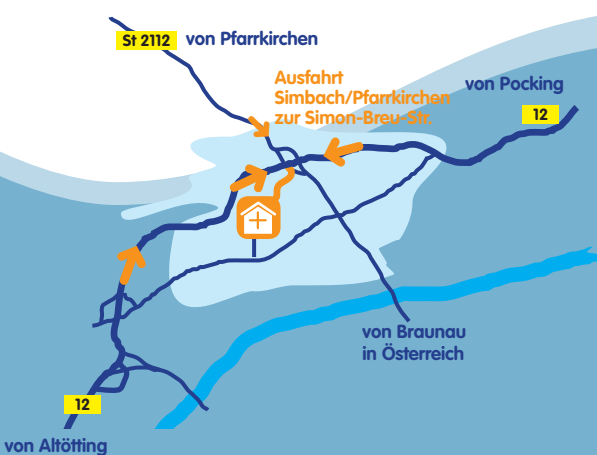 St 2112 von Pfarrkirchen
Ausfahrt
Simbach/Pfarrkirchen
zur Simon-Breu-Str.
von Pocking
12
von Braunau
in Österreich
12
von Altötting